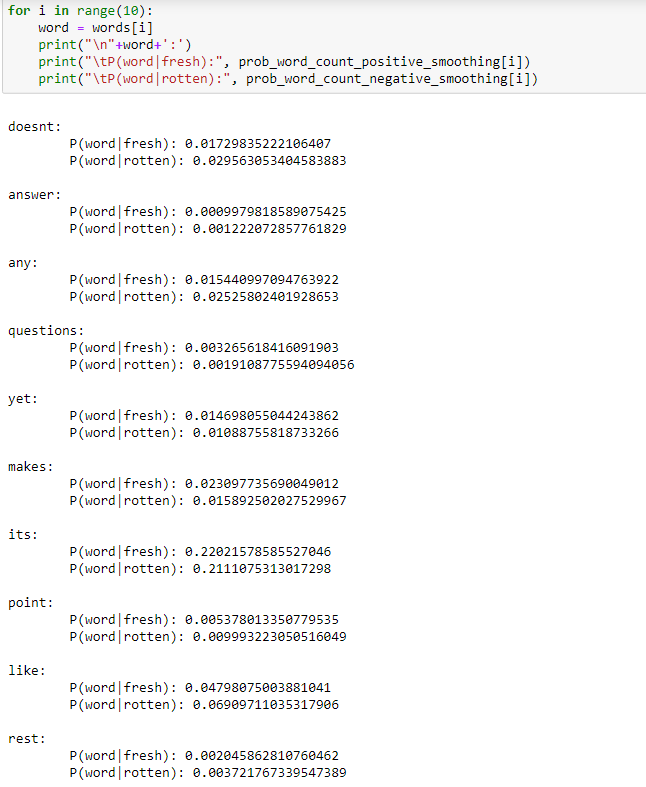 for i in range(10):
    word = words[i]
    print("\n"+word+':')
    print("\tP(word|fresh):", prob_word_count_positive_smoothing[i])
    print("\tP(word|rotten):", prob_word_count_negative_smoothing[i])
doesnt:
        P(word|fresh): 0.01729835222106407
        P(word|rotten): 0.029563053404583883
answer:
        P(word|fresh): 0.0009979818589075425
        P(word|rotten): 0.001222072857761829
any:
        P(word|fresh): 0.015440997094763922
        P(word|rotten): 0.02525802401928653
questions:
        P(word|fresh): 0.003265618416091903
        P(word|rotten): 0.0019108775594094056
yet:
        P(word|fresh): 0.014698055044243862
        P(word|rotten): 0.01088755818733266
makes:
        P(word|fresh): 0.023097735690049012
        P(word|rotten): 0.015892502027529967
its:
        P(word|fresh): 0.22021578585527046
        P(word|rotten): 0.2111075313017298
point:
        P(word|fresh): 0.005378013350779535
        P(word|rotten): 0.009993223050516049
like:
        P(word|fresh): 0.04798075003881041
        P(word|rotten): 0.06909711035317906
rest:
        P(word|fresh): 0.002045862810760462
        P(word|rotten): 0.003721767339547389